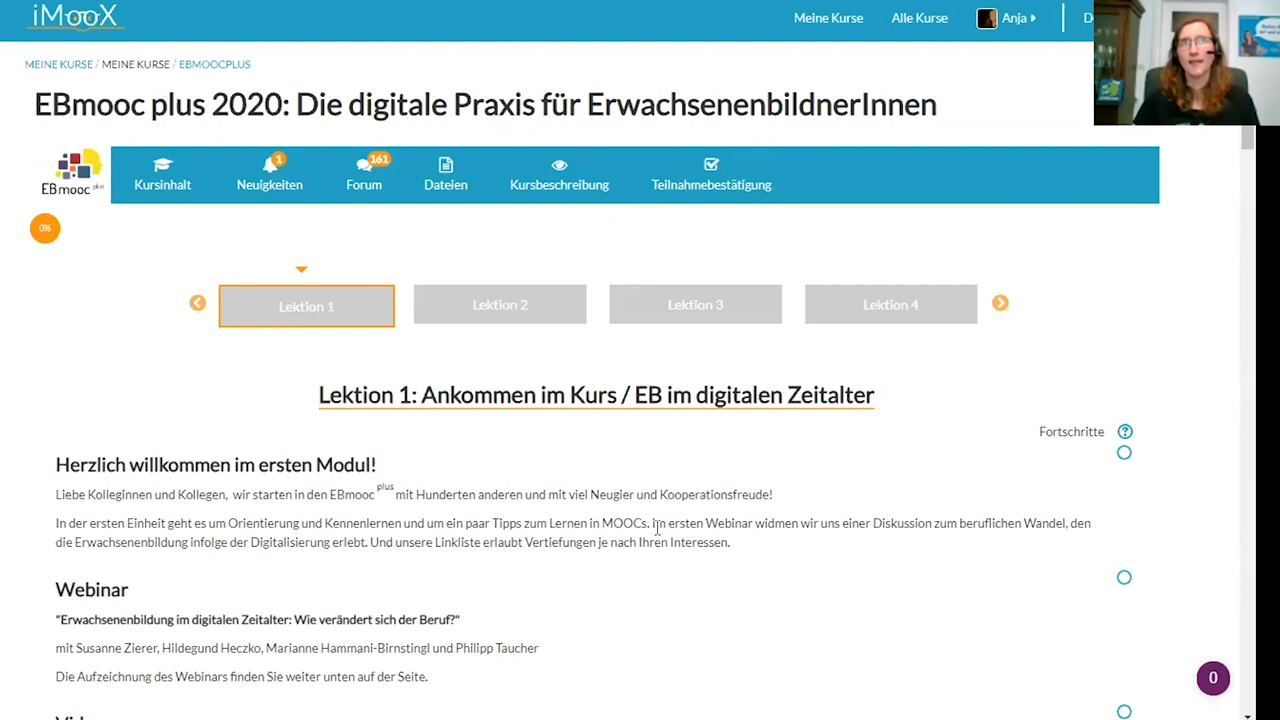 iMooX
Meine Kurse
Alle Kurse
Anja
MEINE KURSE / MEINE KURSE / EBMOOCPLUS
EBmooc plus 2020: Die digitale Praxis für ErwachsenenbildnerInnen
EBmooc plus
Kursinhalt
1
Neuigkeiten
161
Forum
Dateien
Kursbeschreibung
Teilnahmebestätigung
0%
Lektion 1
Lektion 2
Lektion 3
Lektion 4
Lektion 1: Ankommen im Kurs / EB im digitalen Zeitalter
Fortschritte ?
Herzlich willkommen im ersten Modul!
Liebe Kolleginnen und Kollegen, wir starten in den EBmooc plus mit Hunderten anderen und mit viel Neugier und Kooperationsfreude!
In der ersten Einheit geht es um Orientierung und Kennenlernen und um ein paar Tipps zum Lernen in MOOCs. im ersten Webinar widmen wir uns einer Diskussion zum beruflichen Wandel, den
die Erwachsenenbildung infolge der Digitalisierung erlebt. Und unsere Linkliste erlaubt Vertiefungen je nach Ihren Interessen.
Webinar
"Erwachsenenbildung im digitalen Zeitalter: Wie verändert sich der Beruf?"
mit Susanne Zierer, Hildegund Heczko, Marianne Hammani-Birnstingl und Philipp Taucher
Die Aufzeichnung des Webinars finden Sie weiter unten auf der Seite.
0